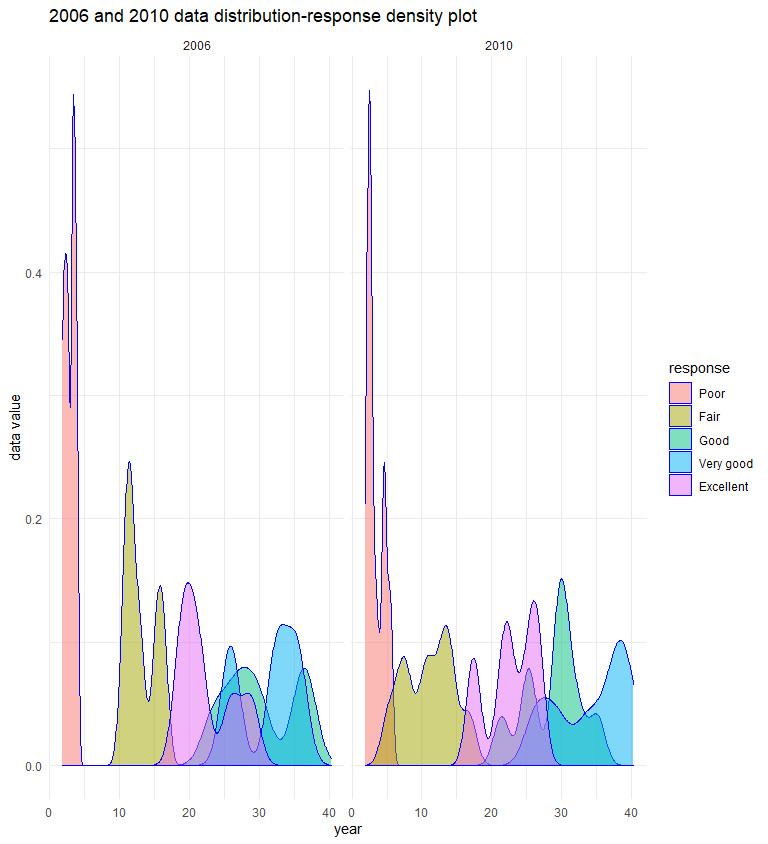 2006 and 2010 data distribution-response density plot
2006
2010
0.4
0.2
0.0
data value
0 10 20 30 40
0 10 20 30 40
year
response
Poor
Fair
Good
Very good
Excellent